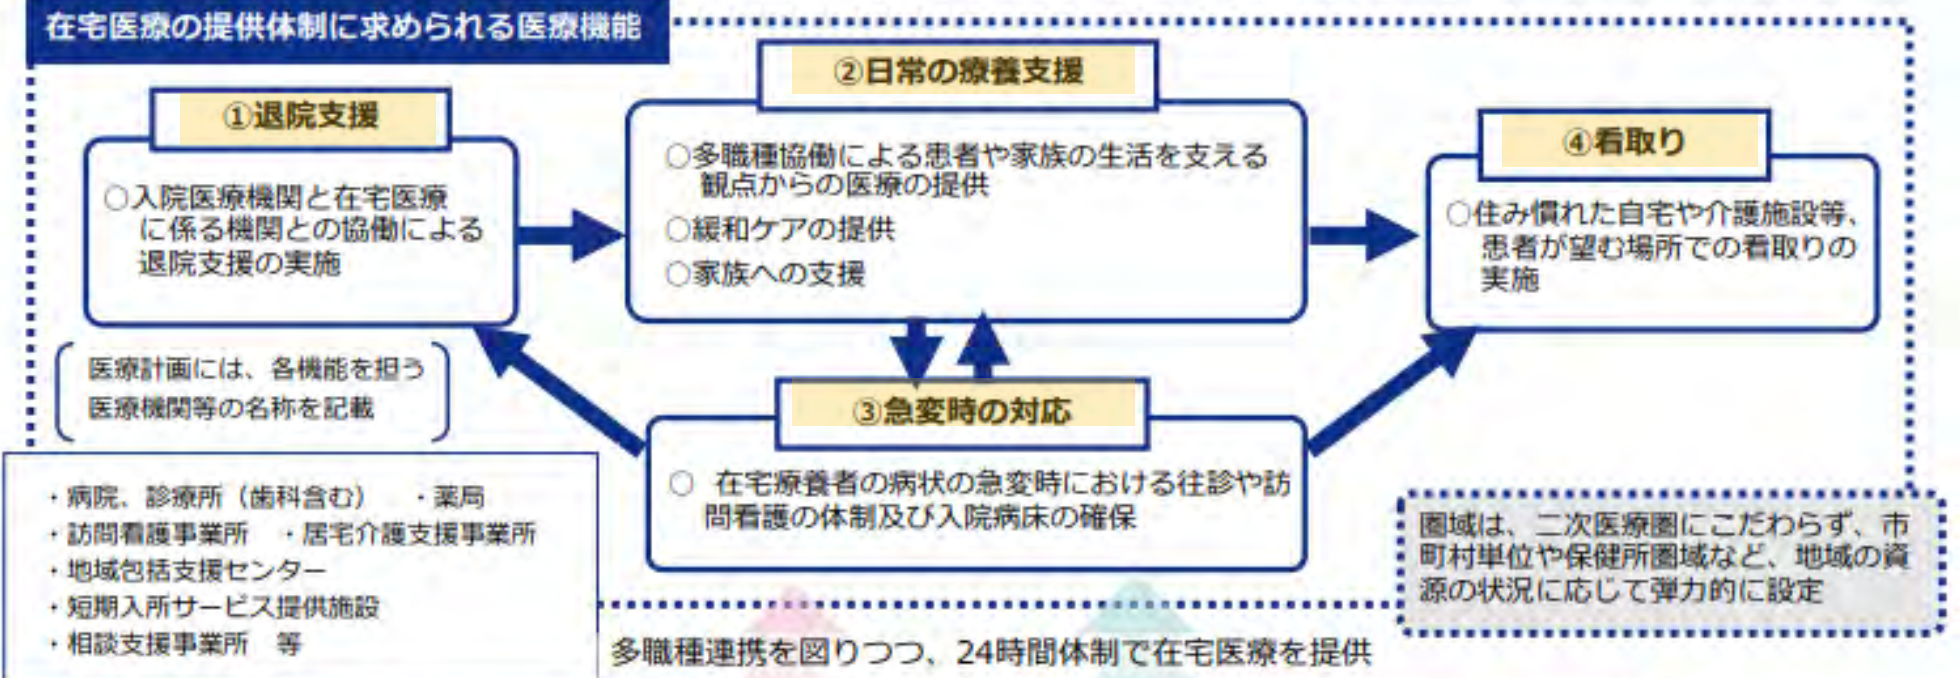 在宅医療の提供体制に求められる医療機能
①退院支援
○入院医療機関と在宅医療
に係る機関との協働による
退院支援の実施
②日常の療養支援
○多職種協働による患者や家族の生活を支える
観点からの医療の提供
○緩和ケアの提供
○家族への支援
④看取り
○住み慣れた自宅や介護施設等、
患者が望む場所での看取りの
実施
医療計画には、各機能を担う
医療機関等の名称を記載
③急変時の対応
○ 在宅療養者の病状の急変時における往診や訪
問看護の体制及び入院病床の確保
・病院、診療所（歯科含む） ・薬局
・訪問看護事業所 ・居宅介護支援事業所
・地域包括支援センター
・短期入所サービス提供施設
・相談支援事業所 等
圏域は、二次医療圏にこだわらず、市
町村単位や保健所圏域など、地域の資
源の状況に応じて弾力的に設定
多職種連携を図りつつ、24時間体制で在宅医療を提供